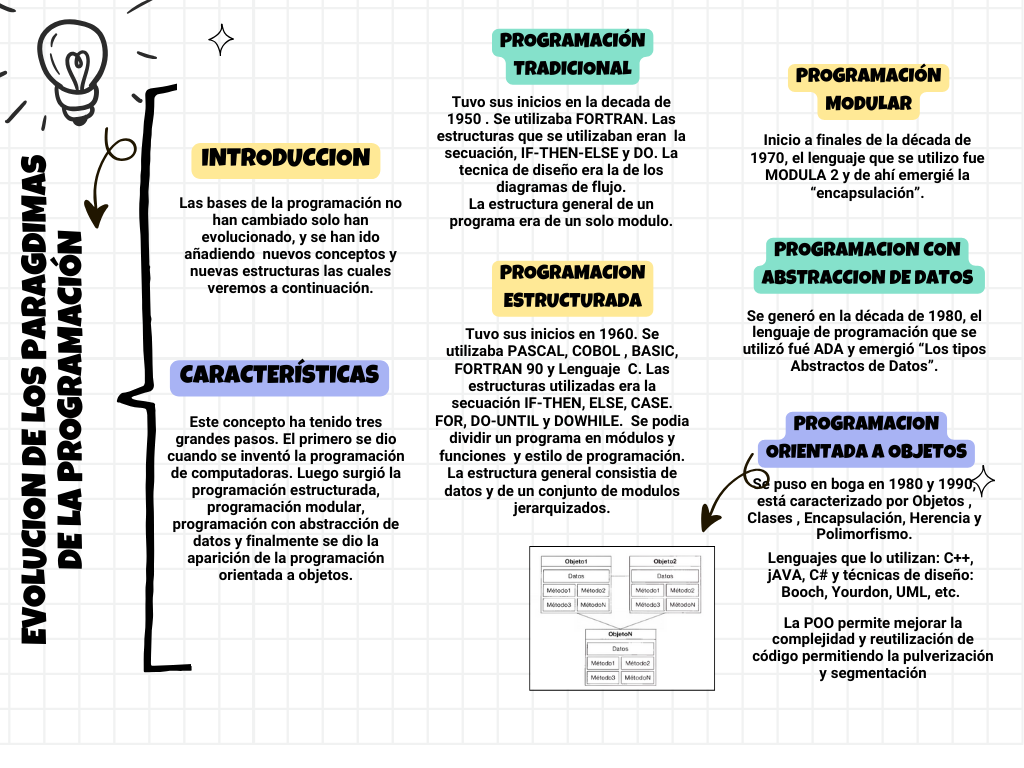 EVOLUCION DE LOS PARAGDIMAS
DE LA PROGRAMACIÓN
INTRODUCCION
Las bases de la programación no
han cambiado solo han
evolucionado, y se han ido
añadiendo nuevos conceptos y
nuevas estructuras las cuales
veremos a continuación.
CARACTERÍSTICAS
Este concepto ha tenido tres
grandes pasos. El primero se dio
cuando se inventó la programación
de computadoras. Luego surgió la
programación estructurada,
programación modular,
programación con abstracción de
datos y finalmente se dio la
aparición de la programación
orientada a objetos.
PROGRAMACIÓN
TRADICIONAL
Tuvo sus inicios en la decada de
1950 . Se utilizaba FORTRAN. Las
estructuras que se utilizaban eran la
secuación, IF-THEN-ELSE y DO. La
tecnica de diseño era la de los
diagramas de flujo.
La estructura general de un
programa era de un solo modulo.
PROGRAMACION
ESTRUCTURADA
Tuvo sus inicios en 1960. Se
utilizaba PASCAL, COBOL , BASIC,
FORTRAN 90 y Lenguaje C. Las
estructuras utilizadas era la
secuación IF-THEN, ELSE, CASE.
FOR, DO-UNTIL y DOWHILE. Se podia
dividir un programa en módulos y
funciones y estilo de programación.
La estructura general consistia de
datos y de un conjunto de modulos
jerarquizados.
Objeto1
Datos
Método1 Método2
Método3 MétodoN
Objeto2
Datos
Método1 Método2
Método3 MétodoN
ObjetoN
Datos
Método1 Método2
Método3 MétodoN
PROGRAMACIÓN
MODULAR
Inicio a finales de la década de
1970, el lenguaje que se utilizo fue
MODULA 2 y de ahí emergié la
“encapsulación”.
PROGRAMACION CON
ABSTRACCION DE DATOS
Se generó en la década de 1980, el
lenguaje de programación que se
utilizó fué ADA y emergió “Los tipos
Abstractos de Datos”.
PROGRAMACION
ORIENTADA A OBJETOS
Se puso en boga en 1980 y 1990,
está caracterizado por Objetos ,
Clases , Encapsulación, Herencia y
Polimorfismo.
Lenguajes que lo utilizan: C++,
jAVA, C# y técnicas de diseño:
Booch, Yourdon, UML, etc.
La POO permite mejorar la
complejidad y reutilización de
código permitiendo la pulverización
y segmentación